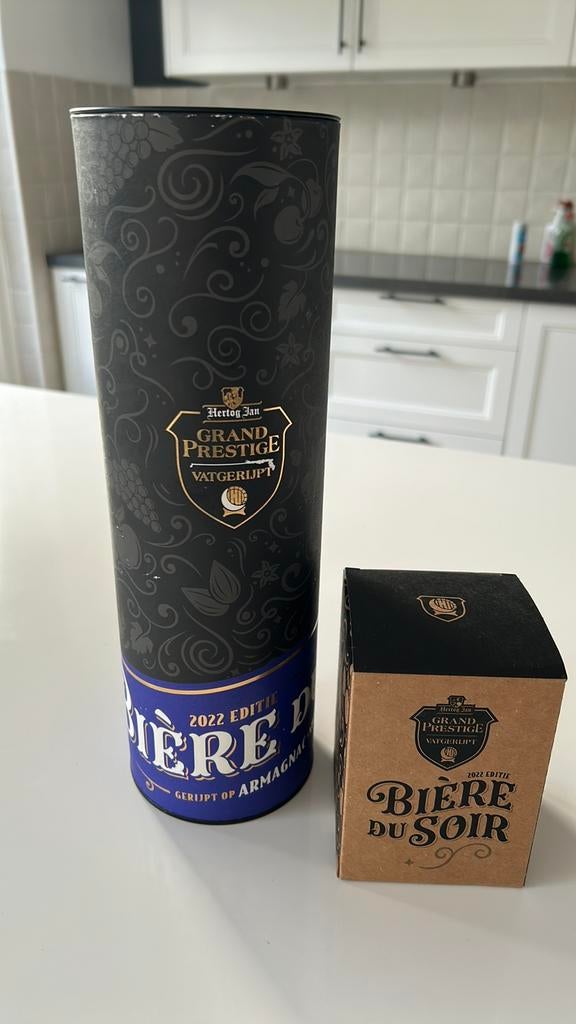 Hertog Jan
GRAND
PRESTIGE
VATGERIJPT
2022 EDITIE
BIÈRE
GERIJPT OP ARMAGNAC
Hertog Jan
GRAND
PRESTIGE
VATGERIJPT
2022 EDITIE
BIÈRE
DU SOIR